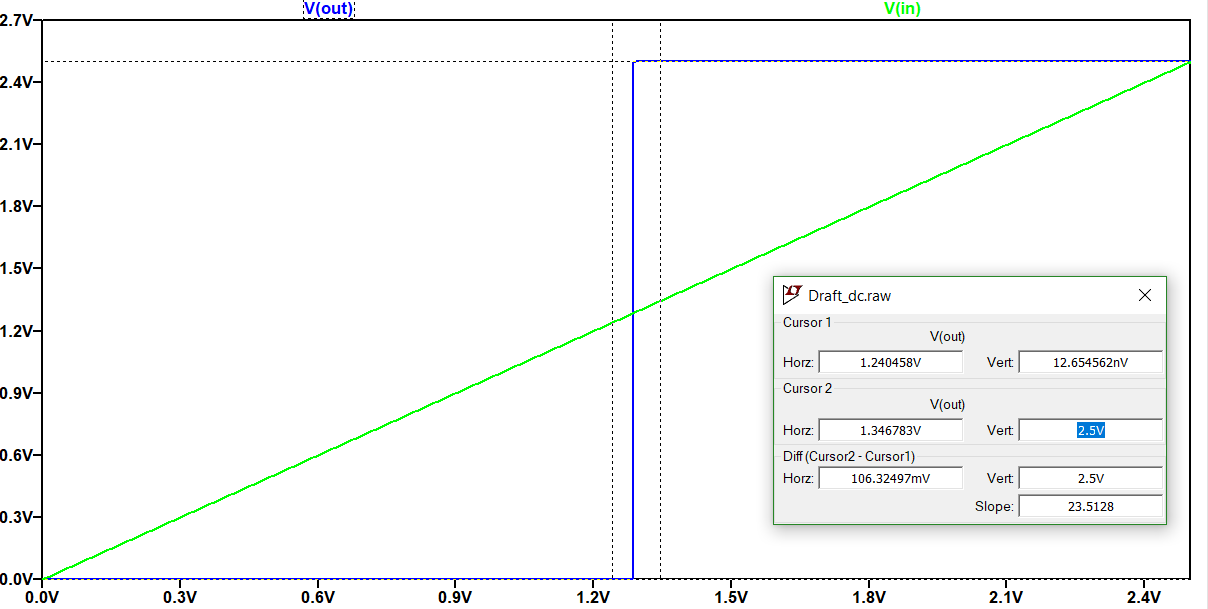 V(out) V(in)
2.7V
2.4V
2.1V
1.8V
1.5V
1.2V
0.9V
0.6V
0.3V
0.0V
0.0V 0.3V 0.6V 0.9V 1.2V 1.5V 1.8V 2.1V 2.4V
Draft_dc.raw
Cursor 1
V(out)
Horz: 1.240458V Vert: 12.654562nV
Cursor 2
V(out)
Horz: 1.346783V Vert: 2.5V
Diff (Cursor2 - Cursor1)
Horz: 106.32497mV Vert: 2.5V
Slope: 23.5128